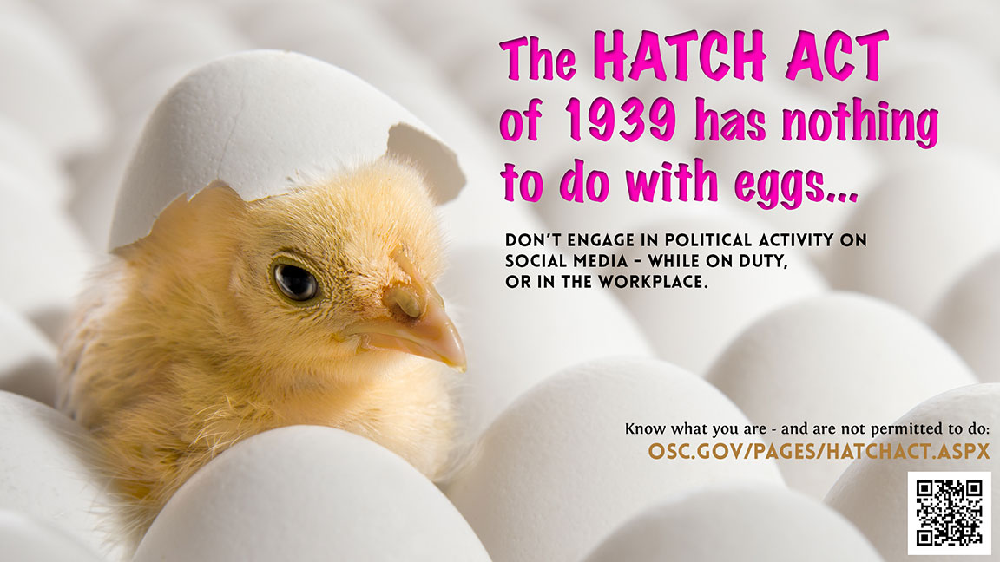 The HATCH ACT
of 1939 has nothing
to do with eggs...
DON'T ENGAGE IN POLITICAL ACTIVITY ON
SOCIAL MEDIA - WHILE ON DUTY,
OR IN THE WORKPLACE.
Know what you are - and are not permitted to do:
OSC.GOV/PAGES/HATCHACT.ASPX